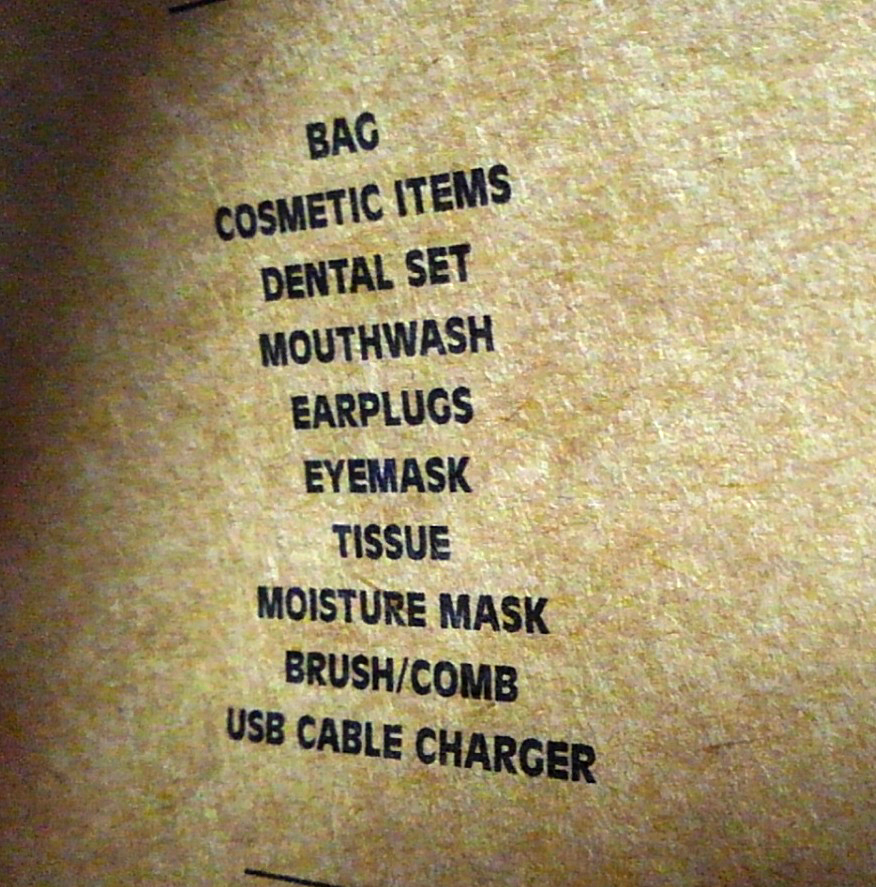 BAG
COSMETIC ITEMS
DENTAL SET
MOUTHWASH
EARPLUGS
EYEMASK
TISSUE
MOISTURE MASK
BRUSH/COMB
USB CABLE CHARGER